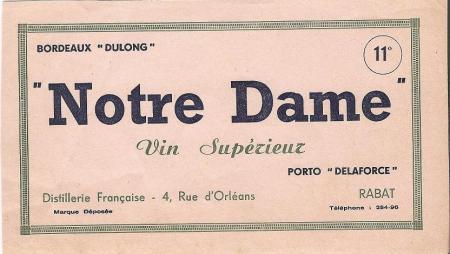 BORDEAUX "DULONG"
11°
"Notre Dame"
Vin Supérieur
PORTO "DELAFORCE"
Distillerie Française - 4, Rue d'Orléans RABAT
Marque Déposée Téléphone : 254-96